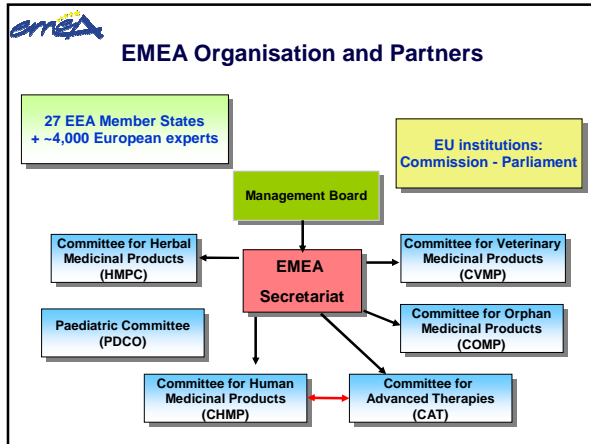 emea
EMEA Organisation and Partners
27 EEA Member States
+ ~4,000 European experts
EU institutions:
Commission - Parliament
Management Board
Committee for Herbal
Medicinal Products
(HMPC)
EMEA
Secretariat
Committee for Veterinary
Medicinal Products
(CVMP)
Paediatric Committee
(PDCO)
Committee for Orphan
Medicinal Products
(COMP)
Committee for Human
Medicinal Products
(CHMP)
Committee for
Advanced Therapies
(CAT)